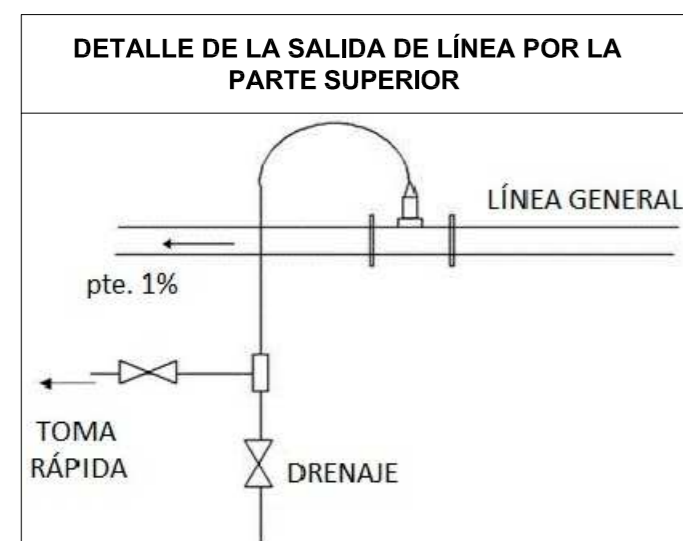 DETALLE DE LA SALIDA DE LÍNEA POR LA
PARTE SUPERIOR
LÍNEA GENERAL
pte. 1%
TOMA
RÁPIDA
DRENAJE